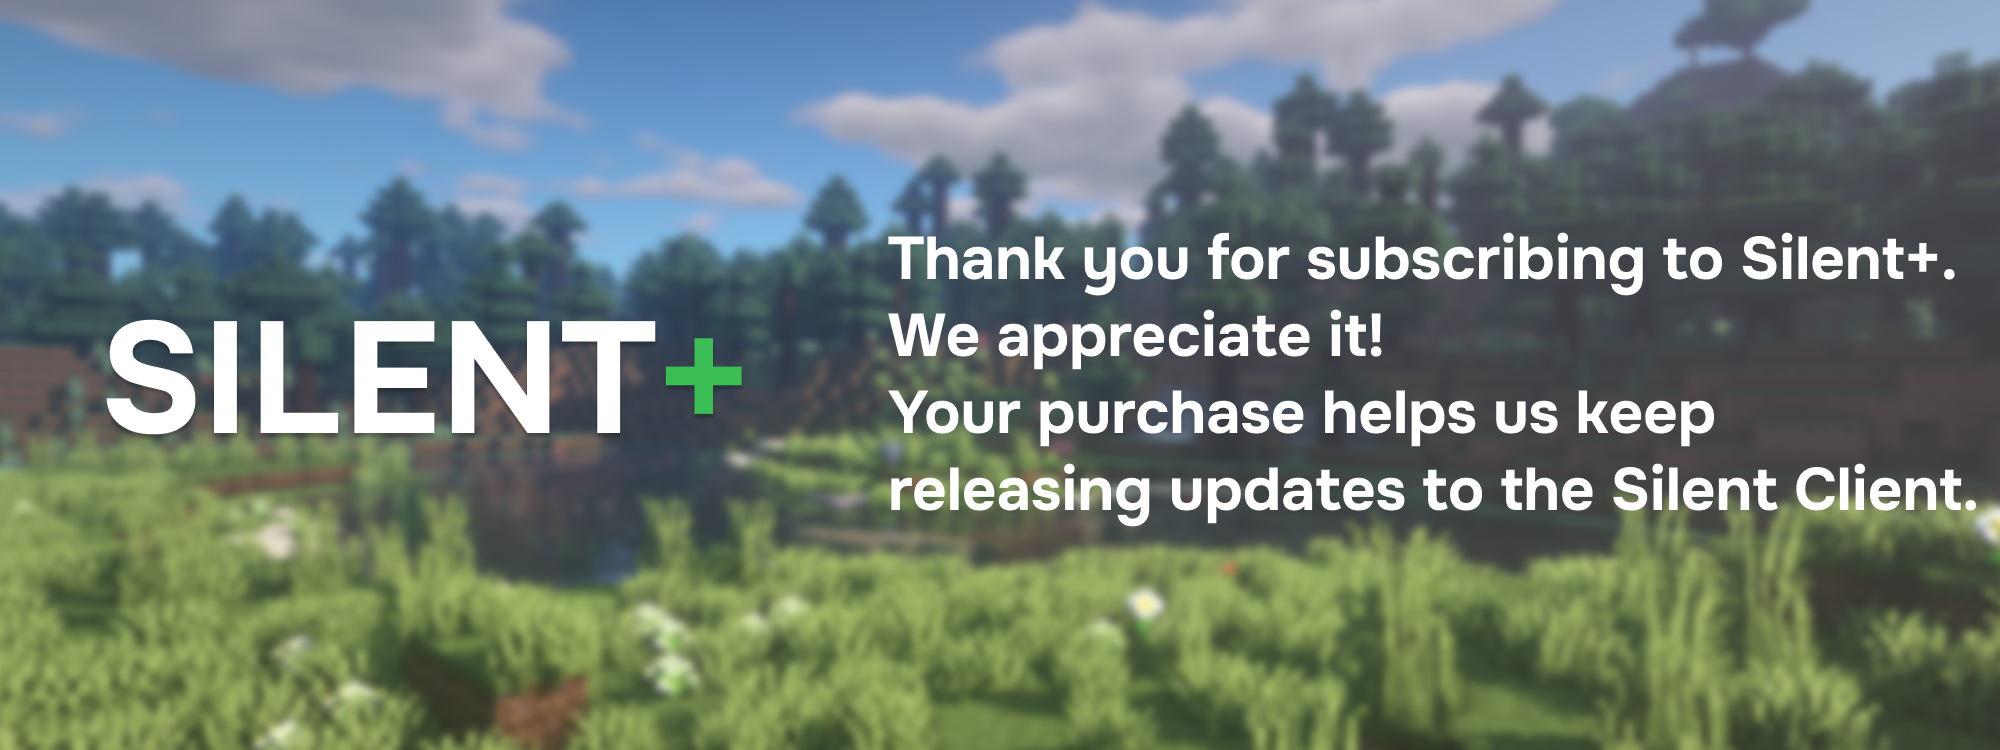 SILENT+
Thank you for subscribing to Silent+.
We appreciate it!
Your purchase helps us keep
releasing updates to the Silent Client.